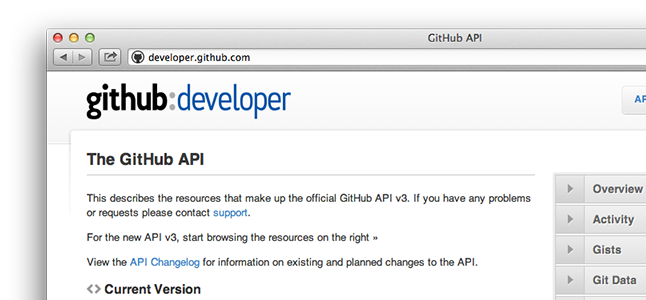 GitHub API
developer.github.com
github:developer
The GitHub API
This describes the resources that make up the official GitHub API v3. If you have any problems
or requests please contact support.
For the new API v3, start browsing the resources on the right »
View the API Changelog for information on existing and planned changes to the API.
Current Version
Overview
Activity
Gists
Git Data